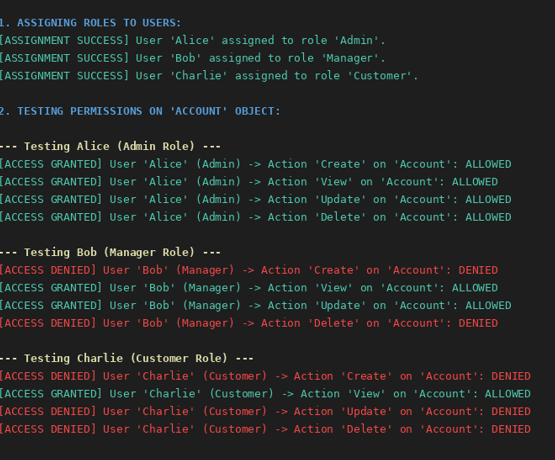 1. ASSIGNING ROLES TO USERS:
[ASSIGNMENT SUCCESS] User 'Alice' assigned to role 'Admin'.
[ASSIGNMENT SUCCESS] User 'Bob' assigned to role 'Manager'.
[ASSIGNMENT SUCCESS] User 'Charlie' assigned to role 'Customer'.
2. TESTING PERMISSIONS ON 'ACCOUNT' OBJECT:
--- Testing Alice (Admin Role) ---
[ACCESS GRANTED] User 'Alice' (Admin) -> Action 'Create' on 'Account': ALLOWED
[ACCESS GRANTED] User 'Alice' (Admin) -> Action 'View' on 'Account': ALLOWED
[ACCESS GRANTED] User 'Alice' (Admin) -> Action 'Update' on 'Account': ALLOWED
[ACCESS GRANTED] User 'Alice' (Admin) -> Action 'Delete' on 'Account': ALLOWED
--- Testing Bob (Manager Role) ---
[ACCESS DENIED] User 'Bob' (Manager) -> Action 'Create' on 'Account': DENIED
[ACCESS GRANTED] User 'Bob' (Manager) -> Action 'View' on 'Account': ALLOWED
[ACCESS GRANTED] User 'Bob' (Manager) -> Action 'Update' on 'Account': ALLOWED
[ACCESS DENIED] User 'Bob' (Manager) -> Action 'Delete' on 'Account': DENIED
--- Testing Charlie (Customer Role) ---
[ACCESS DENIED] User 'Charlie' (Customer) -> Action 'Create' on 'Account': DENIED
[ACCESS GRANTED] User 'Charlie' (Customer) -> Action 'View' on 'Account': ALLOWED
[ACCESS DENIED] User 'Charlie' (Customer) -> Action 'Update' on 'Account': DENIED
[ACCESS DENIED] User 'Charlie' (Customer) -> Action 'Delete' on 'Account': DENIED